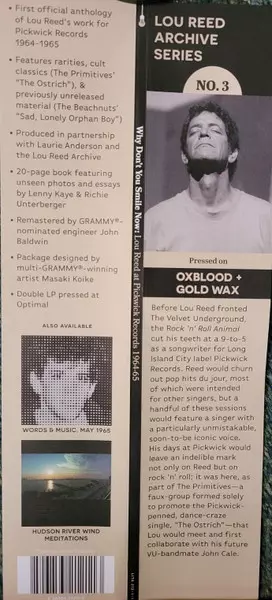 • First official anthology
of Lou Reed's work for
Pickwick Records
1964-1965
• Features rarities, cult
classics (The Primitives'
"The Ostrich"), &
previously unreleased
material (The Beachnuts'
"Sad, Lonely Orphan Boy")
• Produced in partnership
with Laurie Anderson and
the Lou Reed Archive
• 20-page book featuring
unseen photos and essays
by Lenny Kaye & Richie
Unterberger
• Remastered by GRAMMY®-
nominated engineer John
Baldwin
• Package designed by
multi-GRAMMY®-winning
artist Masaki Koike
• Double LP pressed at
Optimal
ALSO AVAILABLE
WORDS & MUSIC, MAY 1965
HUDSON RIVER WIND
MEDITATIONS
Why Don't You Smile Now: Lou Reed at Pickwick Records 1964-65
LOU REED
ARCHIVE
SERIES
NO. 3
Pressed on
OXBLOOD +
GOLD WAX
Before Lou Reed fronted
The Velvet Underground,
the Rock 'n' Roll Animal
cut his teeth at a 9-to-5
as a songwriter for Long
Island City label Pickwick
Records. Reed would churn
out pop hits du jour, most
of which were intended
for other singers, but a
handful of these sessions
would feature a singer with
a particularly unmistakable,
soon-to-be iconic voice.
His days at Pickwick would
leave an indelible mark
not only on Reed but on
rock 'n' roll; it was here, as
part of The Primitives—a
faux-group formed solely
to promote the Pickwick-
penned, dance-craze
single, "The Ostrich"—that
Lou would meet and first
collaborate with his future
VU-bandmate John Cale.